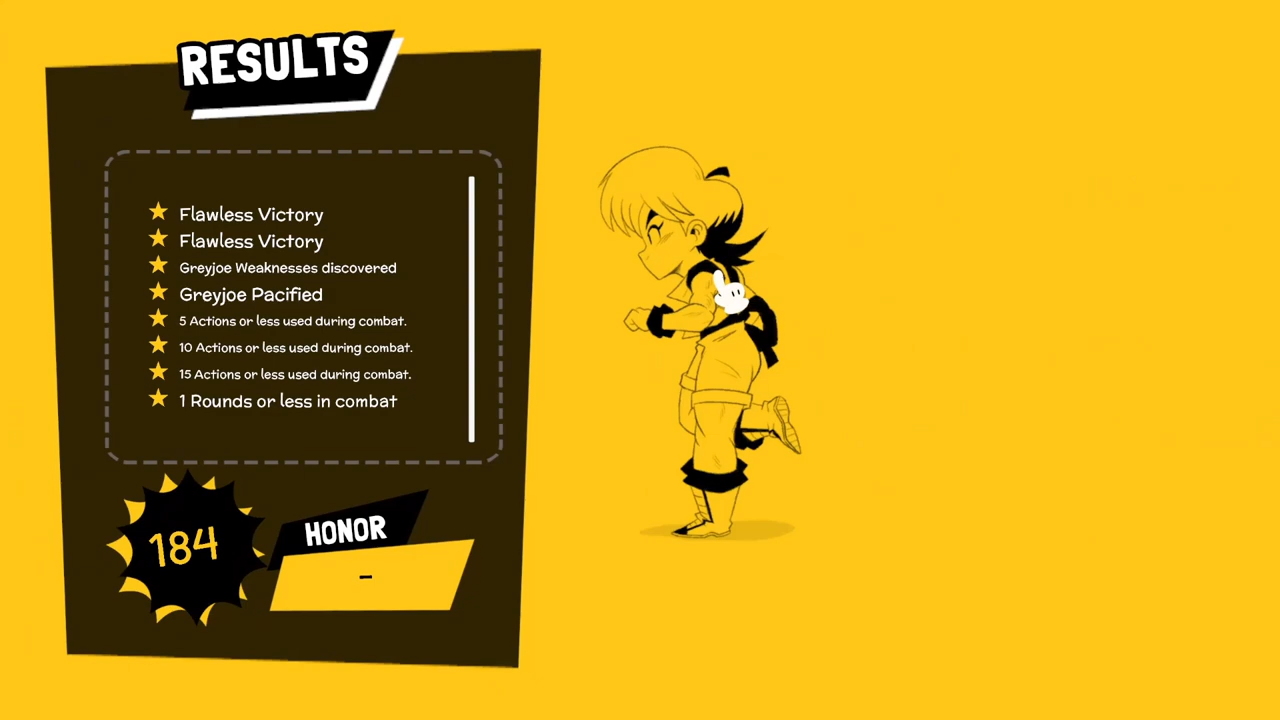 RESULTS
Flawless Victory
Flawless Victory
Greyjoe Weaknesses discovered
Greyjoe Pacified
5 Actions or less used during combat.
10 Actions or less used during combat.
15 Actions or less used during combat.
1 Rounds or less in combat
184
HONOR
-